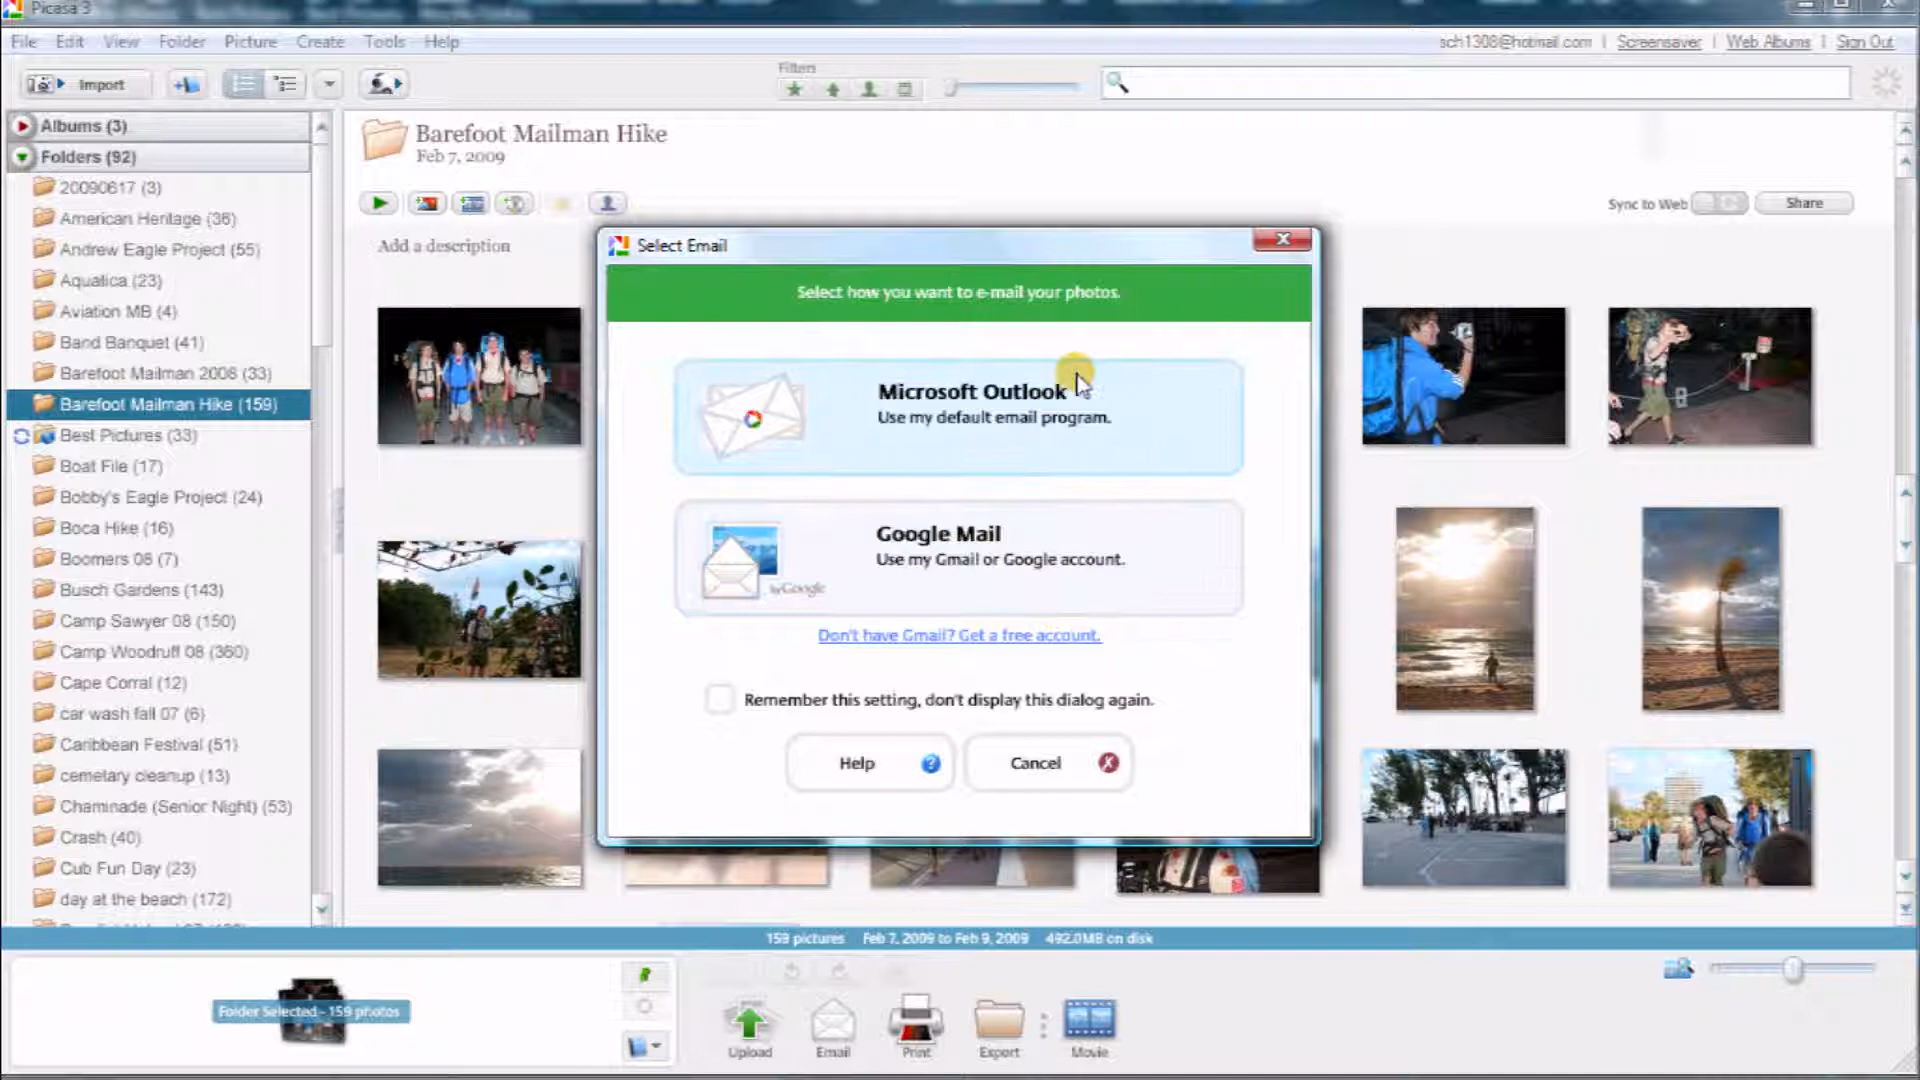 Picasa 3
File Edit View Folder Picture Create Tools Help
sch1308@hotmail.com | Screensaver | Web Albums | Sign Out
Import
Filters
Albums (3)
Folders (92)
20090617 (3)
American Heritage (36)
Andrew Eagle Project (55)
Aquatica (23)
Aviation MB (4)
Band Banquet (41)
Barefoot Mailman 2006 (33)
Barefoot Mailman Hike (159)
Best Pictures (33)
Boat File (17)
Bobby's Eagle Project (24)
Boca Hike (16)
Boomers 08 (7)
Busch Gardens (143)
Camp Sawyer 08 (150)
Camp Woodruff 08 (360)
Cape Corral (12)
car wash fall 07 (6)
Caribbean Festival (51)
cemetary cleanup (13)
Chaminade (Senior Night) (53)
Crash (40)
Cub Fun Day (23)
day at the beach (172)
Barefoot Mailman Hike
Feb 7, 2009
Sync to Web
Share
Add a description
Select Email
Select how you want to e-mail your photos.
Microsoft Outlook
Use my default email program.
Google Mail
Use my Gmail or Google account.
by Google
Don't have Gmail? Get a free account.
Remember this setting, don't display this dialog again.
Help
Cancel
159 pictures Feb 7, 2009 to Feb 9, 2009 492.0MB on disk
Folder Selected - 159 photos
Upload
Email
Print
Export
Movie